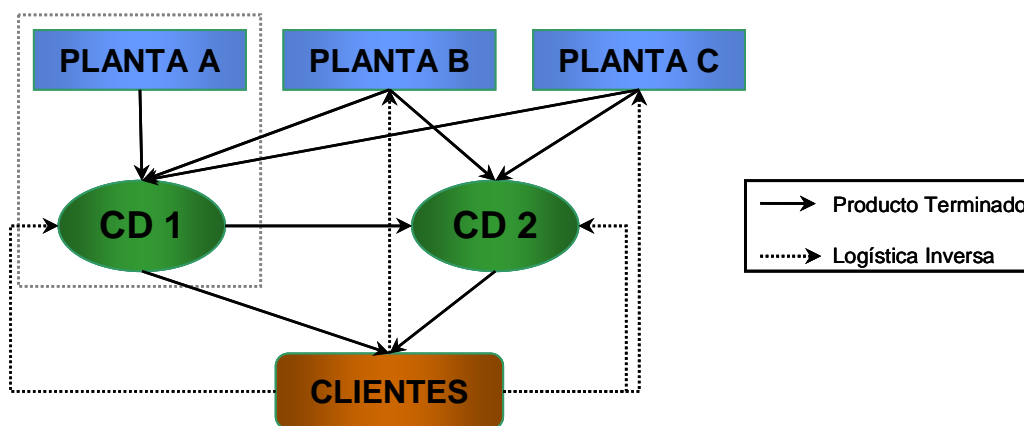 PLANTA A
PLANTA B
PLANTA C
CD 1
CD 2
Producto Terminado
Logística Inversa
CLIENTES